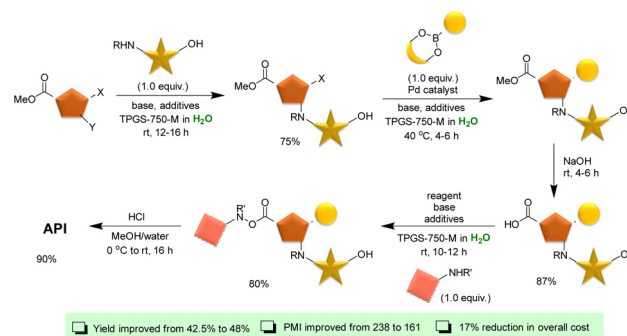 RHN
OH
(1.0 equiv.)
base, additives
TPGS-750-M in H2O
rt, 12-16 h
O
MeO
X
Y
O
MeO
X
RN
OH
75%
O
B
O
(1.0 equiv.)
Pd catalyst
base, additives
TPGS-750-M in H2O
40 °C, 4-6 h
O
MeO
RN
NaOH
rt, 4-6 h
O
HO
RN
87%
reagent
base
additives
TPGS-750-M in H2O
rt, 10-12 h
NHR'
(1.0 equiv.)
R'
N
O
O
RN
OH
80%
HCl
MeOH/water
0 °C to rt, 16 h
API
90%
Yield improved from 42.5% to 48%
PMI improved from 238 to 161
17% reduction in overall cost